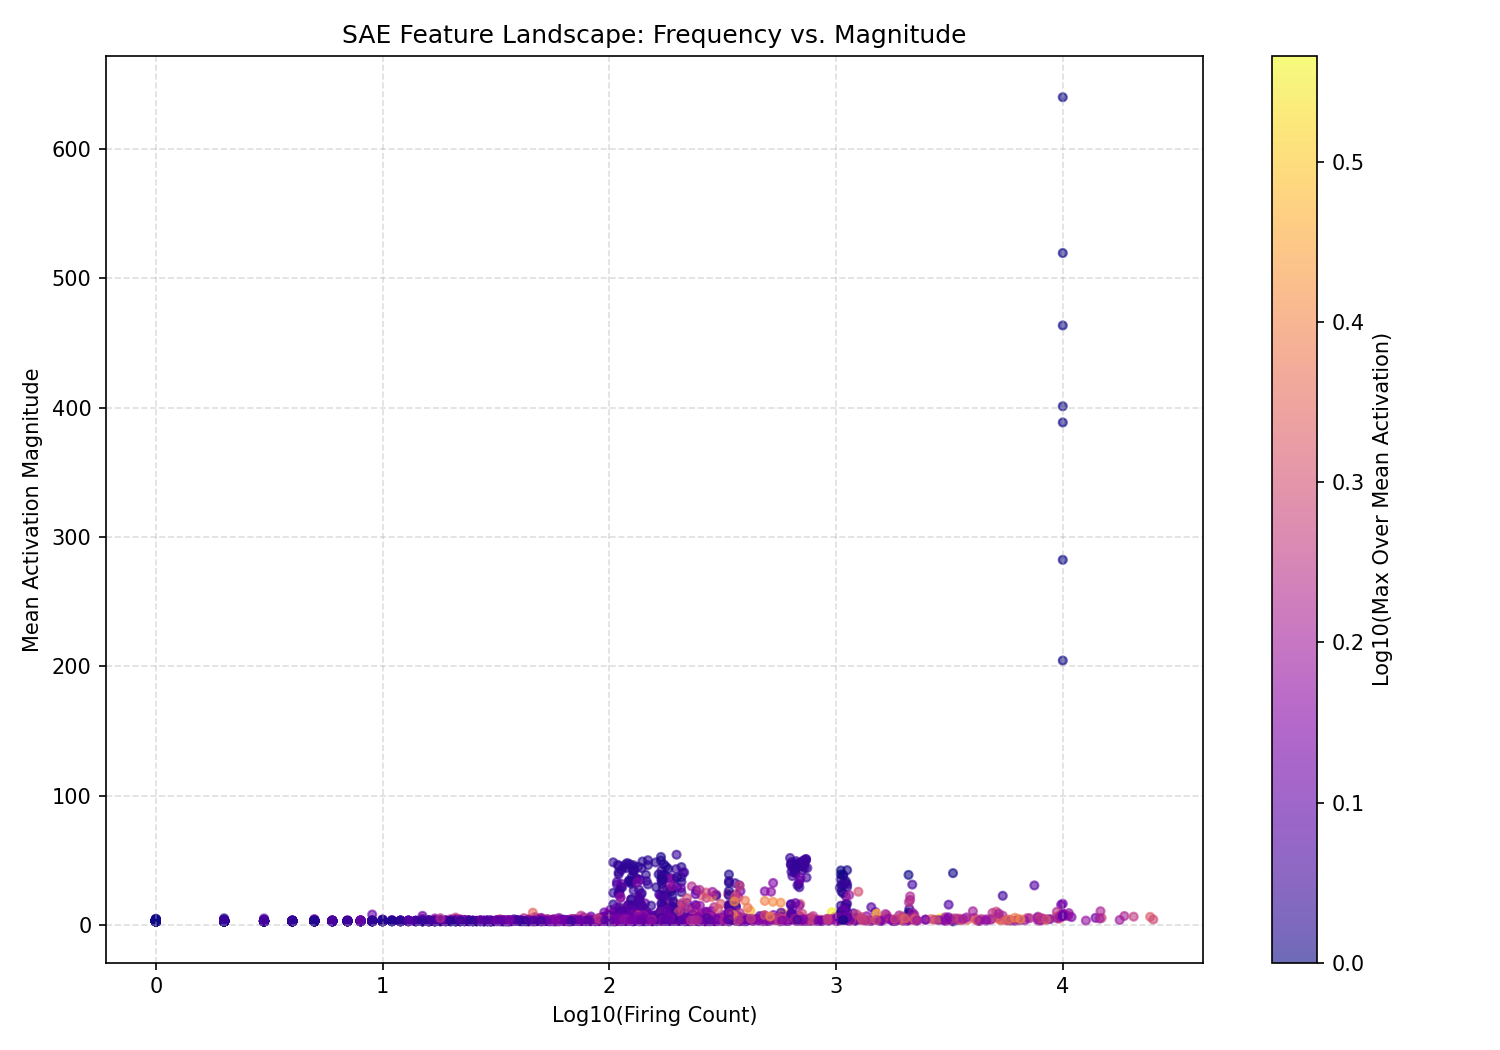 SAE Feature Landscape: Frequency vs. Magnitude
600
500
400
300
200
100
0
Mean Activation Magnitude
0 1 2 3 4
Log10(Firing Count)
0.5
0.4
0.3
0.2
0.1
0.0
Log10(Max Over Mean Activation)